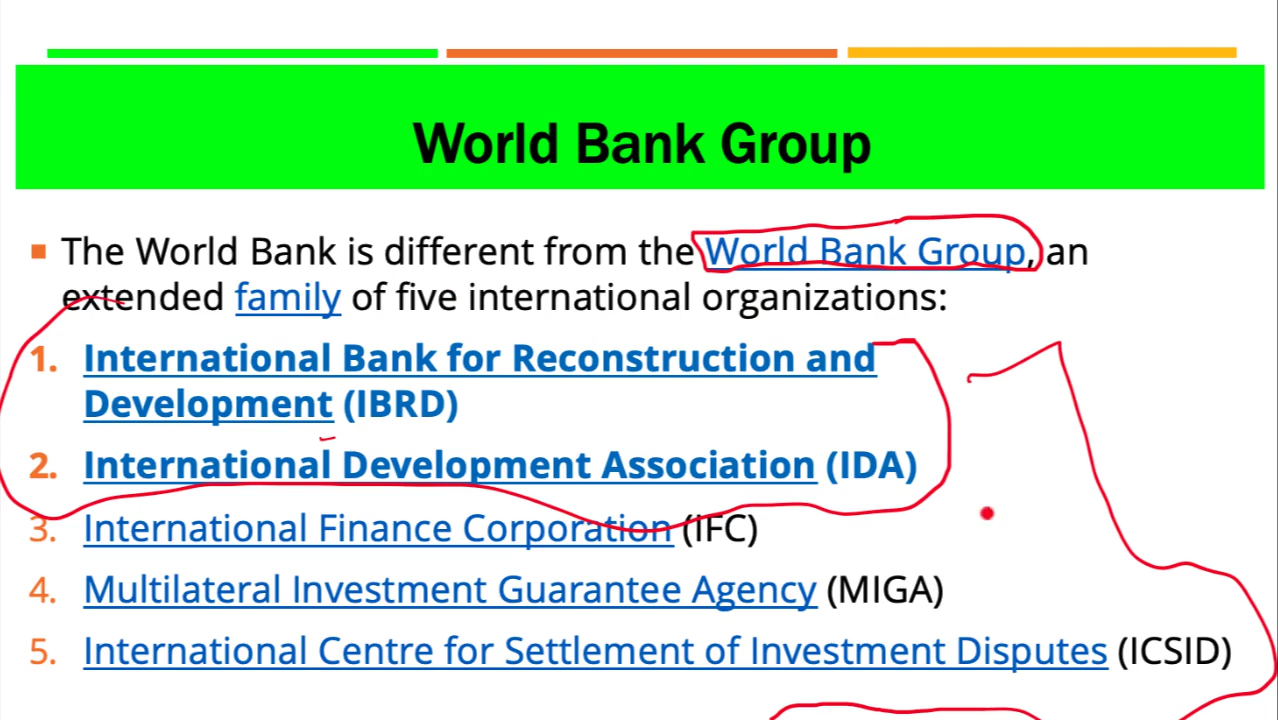 World Bank Group
The World Bank is different from the World Bank Group, an
extended family of five international organizations:
1. International Bank for Reconstruction and
Development (IBRD)
2. International Development Association (IDA)
3. International Finance Corporation (IFC)
4. Multilateral Investment Guarantee Agency (MIGA)
5. International Centre for Settlement of Investment Disputes (ICSID)